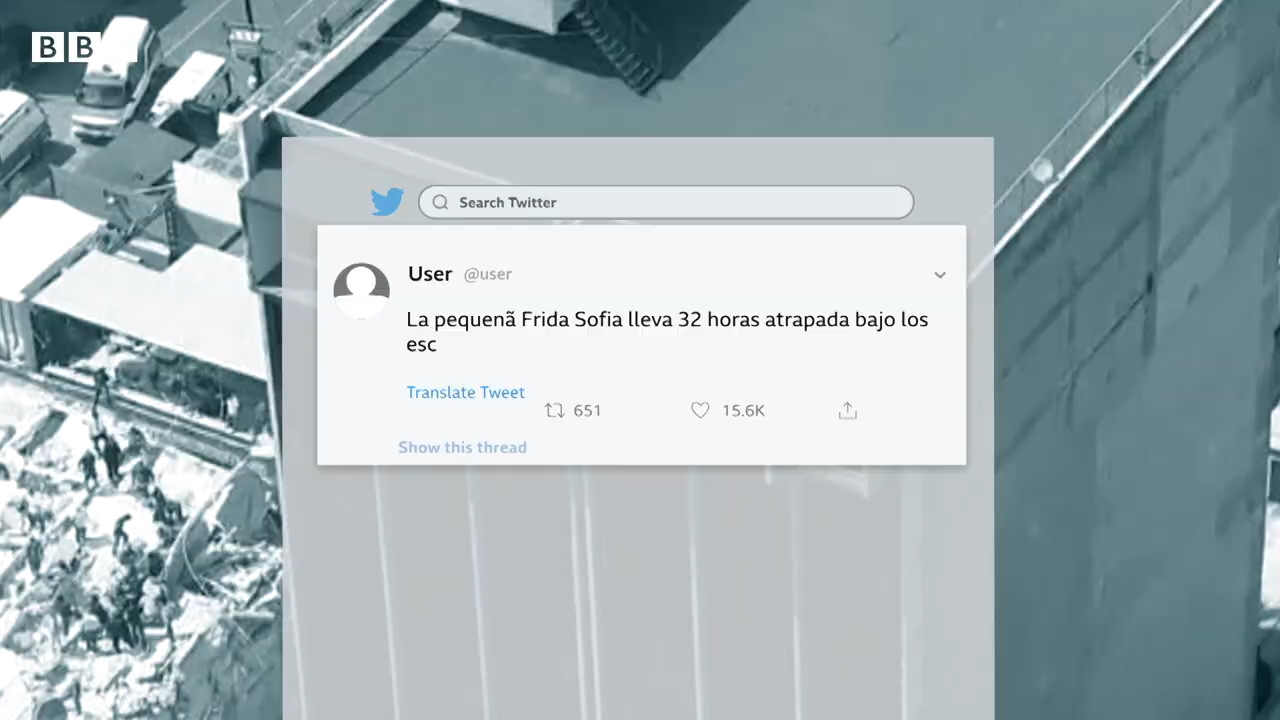 BBC
Search Twitter
User @user
La pequenã Frida Sofia lleva 32 horas atrapada bajo los
esc
Translate Tweet
651 15.6K
Show this thread